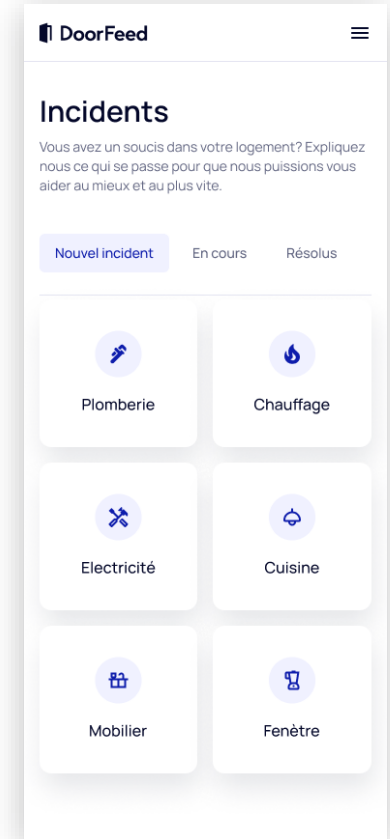 DoorFeed
Incidents
Vous avez un soucis dans votre logement? Expliquez
nous ce qui se passe pour que nous puissions vous
aider au mieux et au plus vite.
Nouvel incident En cours Résolus
Plomberie Chauffage
Electricité Cuisine
Mobilier Fenètre